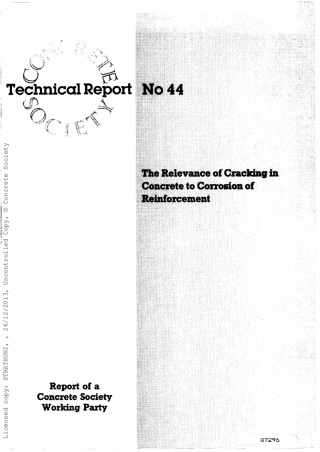 CONCRETE
Technical Report No 44
SOCIETY
The Relevance of Cracking in
Concrete to Corrosion of
Reinforcement
Report of a
Concrete Society
Working Party
Licensed copy: STRATHUNI, , 26/12/2013, Uncontrolled Copy, © Concrete Society
87296